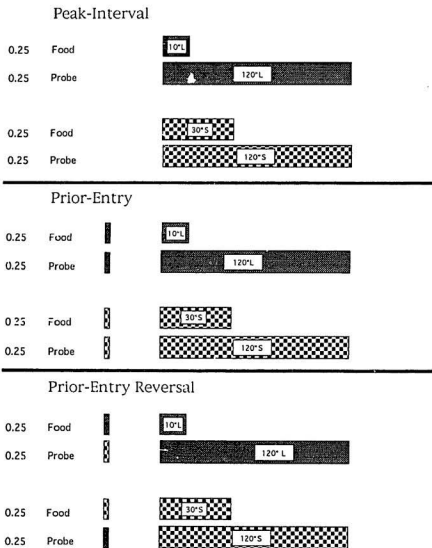 Peak-Interval
0.25 Food 10"L
0.25 Probe 120"L
0.25 Food 30"S
0.25 Probe 120"S
Prior-Entry
0.25 Food 10"L
0.25 Probe 120"L
0.25 Food 30"S
0.25 Probe 120"S
Prior-Entry Reversal
0.25 Food 10"L
0.25 Probe 120" L
0.25 Food 30"S
0.25 Probe 120"S